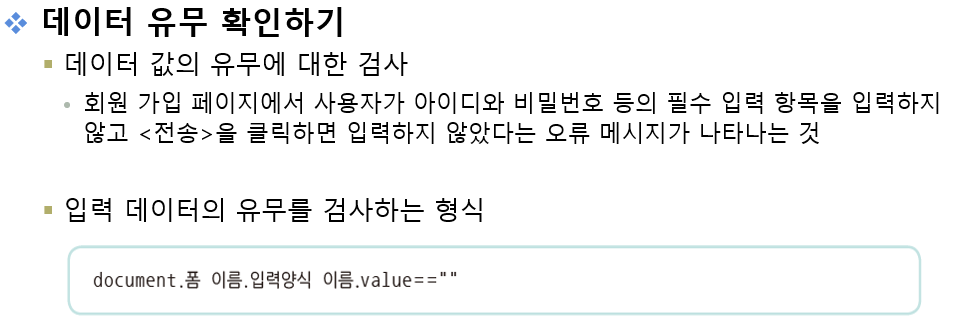 데이터 유무 확인하기
데이터 값의 유무에 대한 검사
회원 가입 페이지에서 사용자가 아이디와 비밀번호 등의 필수 입력 항목을 입력하지
않고 <전송>을 클릭하면 입력하지 않았다는 오류 메시지가 나타나는 것
입력 데이터의 유무를 검사하는 형식
document.폼 이름.입력양식 이름.value==""